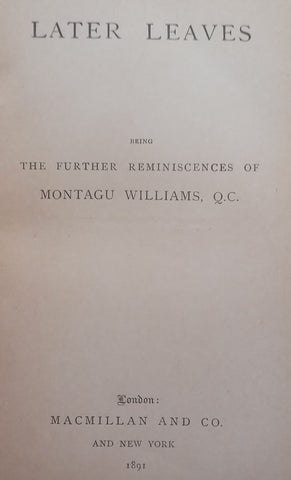 LATER LEAVES
BEING
THE FURTHER REMINISCENCES OF
MONTAGU WILLIAMS, Q.C.
London:
MACMILLAN AND CO.
AND NEW YORK
1891